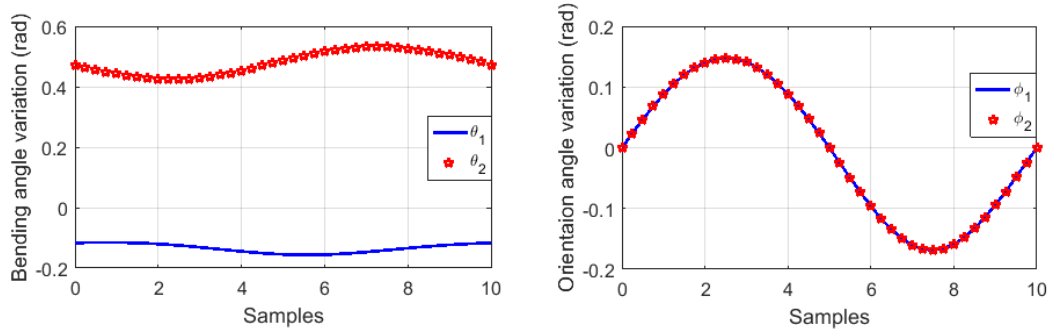 Bending angle variation (rad)
0.6
0.4
0.2
0
-0.2
0
2
4
6
8
10
Samples
θ1
θ2
Orientaion angle variation (rad)
0.2
0.1
0
-0.1
-0.2
0
2
4
6
8
10
Samples
ϕ1
ϕ2